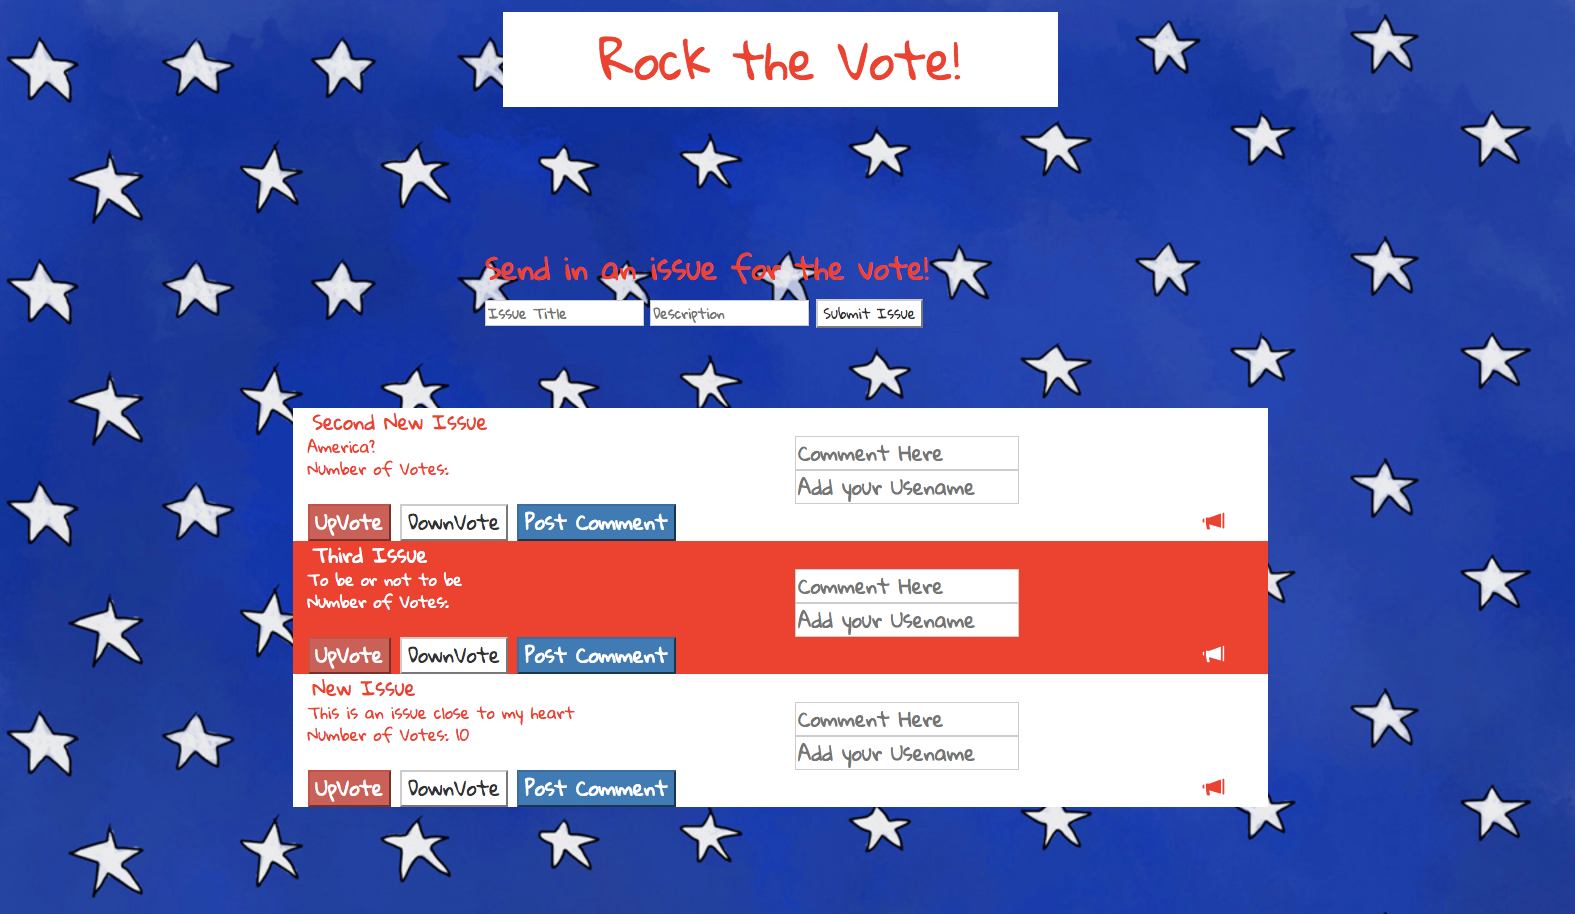 Rock the Vote!
Send in an issue for the vote!
Issue Title Description Submit Issue
Second New Issue
America?
Number of Votes:
Comment Here
Add your Usename
UpVote DownVote Post Comment
Third Issue
To be or not to be
Number of Votes:
Comment Here
Add your Usename
UpVote DownVote Post Comment
New Issue
This is an issue close to my heart
Number of Votes: 10
Comment Here
Add your Usename
UpVote DownVote Post Comment